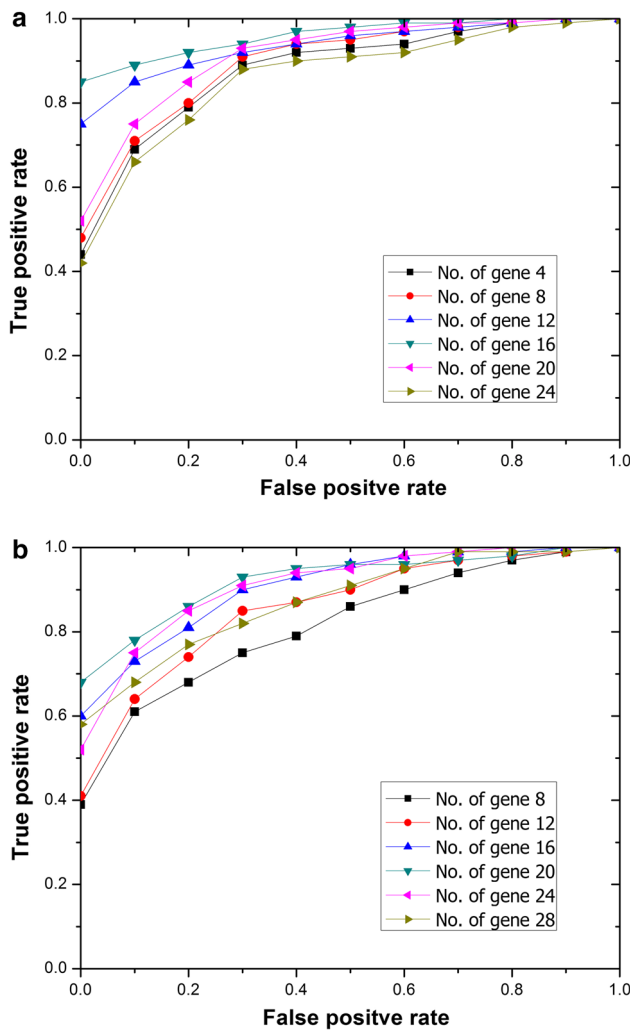 a
1.0
0.8
0.6
0.4
0.2
0.0
True positive rate
No. of gene 4
No. of gene 8
No. of gene 12
No. of gene 16
No. of gene 20
No. of gene 24
0.0 0.2 0.4 0.6 0.8 1.0
False positve rate
b
1.0
0.8
0.6
0.4
0.2
0.0
True positive rate
No. of gene 8
No. of gene 12
No. of gene 16
No. of gene 20
No. of gene 24
No. of gene 28
0.0 0.2 0.4 0.6 0.8 1.0
False positve rate